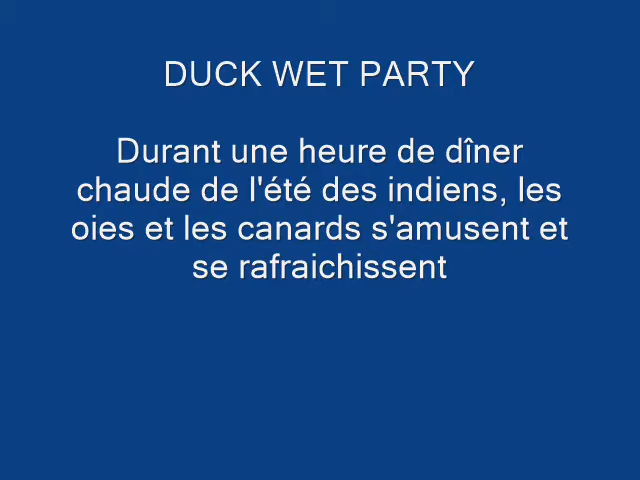 DUCK WET PARTY
Durant une heure de dîner
chaude de l'été des indiens, les
oies et les canards s'amusent et
se rafraichissent